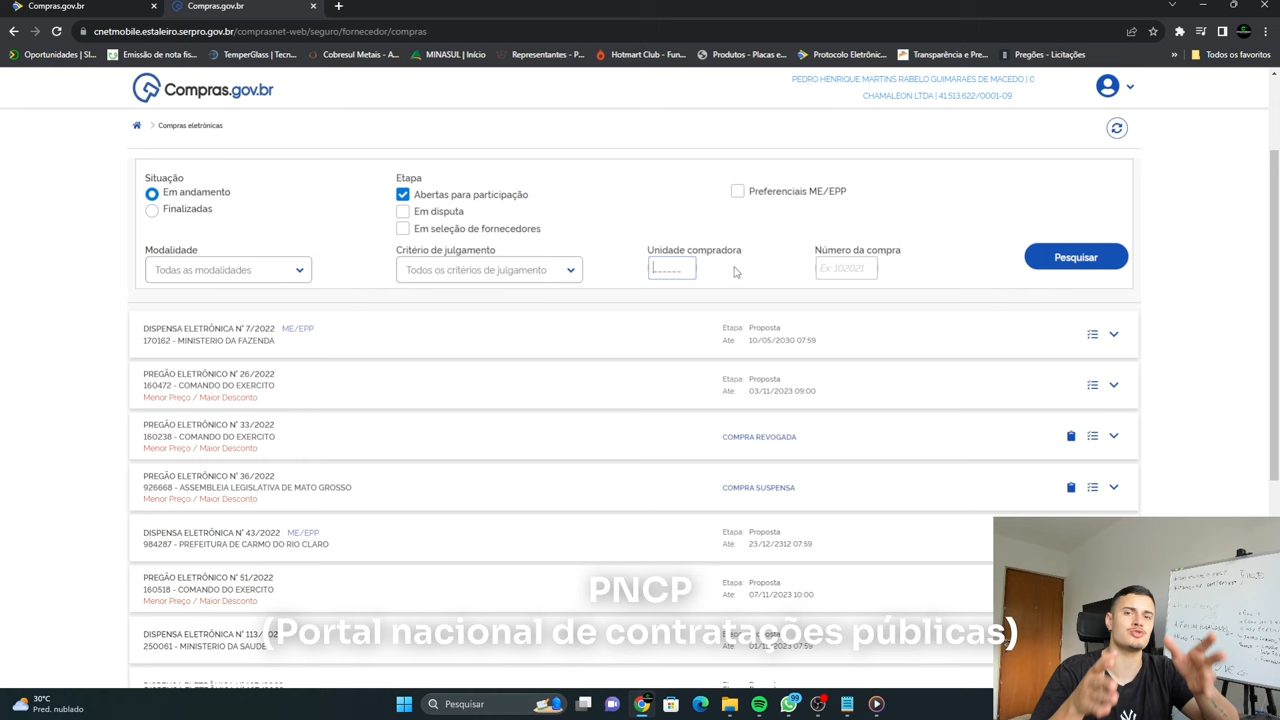 Compras.gov.br
Compras.gov.br
cnetmobile.estaleiro.serpro.gov.br/comprasnet-web/seguro/fornecedor/compras
Oportunidades | S...
Emissão de nota fis...
TemperGlass | Tecn...
Cobresul Metais - A...
MINASUL | Início
Representantes - P...
Hotmart Club - Fun...
Produtos - Placas e...
Protocolo Eletrônic...
Transparência e Pre...
Pregões - Licitações
Todos os favoritos
Compras.gov.br
PEDRO HENRIQUE MARTINS RABELO GUIMARAES DE MACEDO | 0
CHAMALEON LTDA | 41.513.622/0001-09
Compras eletrônicas
Situação
Em andamento
Finalizadas
Etapa
Abertas para participação
Em disputa
Em seleção de fornecedores
Preferenciais ME/EPP
Modalidade
Todas as modalidades
Critério de julgamento
Todos os critérios de julgamento
Unidade compradora
______
Número da compra
Ex: 102021
Pesquisar
DISPENSA ELETRÔNICA N° 7/2022 ME/EPP
170162 - MINISTERIO DA FAZENDA
Etapa: Proposta
Ate: 10/05/2030 07:59
PREGÃO ELETRÔNICO N° 26/2022
160472 - COMANDO DO EXERCITO
Menor Preço / Maior Desconto
Etapa: Proposta
Ate: 03/11/2023 09:00
PREGÃO ELETRÔNICO N° 33/2022
160238 - COMANDO DO EXERCITO
Menor Preço / Maior Desconto
COMPRA REVOGADA
PREGÃO ELETRÔNICO N° 36/2022
926668 - ASSEMBLEIA LEGISLATIVA DE MATO GROSSO
Menor Preço / Maior Desconto
COMPRA SUSPENSA
DISPENSA ELETRÔNICA N° 43/2022 ME/EPP
984287 - PREFEITURA DE CARMO DO RIO CLARO
Etapa: Proposta
Ate: 23/12/2312 07:59
PREGÃO ELETRÔNICO N° 51/2022
160518 - COMANDO DO EXERCITO
Menor Preço / Maior Desconto
Etapa: Proposta
Ate: 07/11/2023 10:00
PNCP
(Portal nacional de contratações públicas)
DISPENSA ELETRÔNICA N° 113/
250061 - MINISTERIO DA SAUDE
30°C
Pred. nublado
Pesquisar
99